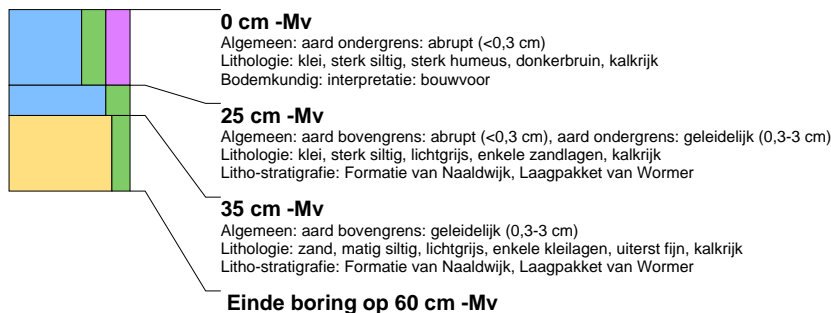 0 cm -Mv
Algemeen: aard ondergrens: abrupt (<0,3 cm)
Lithologie: klei, sterk siltig, sterk humeus, donkerbruin, kalkrijk
Bodemkundig: interpretatie: bouwvoor
25 cm -Mv
Algemeen: aard bovengrens: abrupt (<0,3 cm), aard ondergrens: geleidelijk (0,3-3 cm)
Lithologie: klei, sterk siltig, lichtgrijs, enkele zandlagen, kalkrijk
Litho-stratigrafie: Formatie van Naaldwijk, Laagpakket van Wormer
35 cm -Mv
Algemeen: aard bovengrens: geleidelijk (0,3-3 cm)
Lithologie: zand, matig siltig, lichtgrijs, enkele kleilagen, uiterst fijn, kalkrijk
Litho-stratigrafie: Formatie van Naaldwijk, Laagpakket van Wormer
Einde boring op 60 cm -Mv